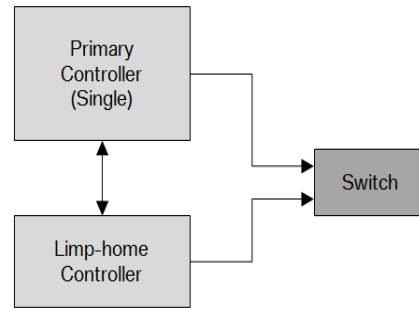 Primary
Controller
(Single)
Switch
Limp-home
Controller